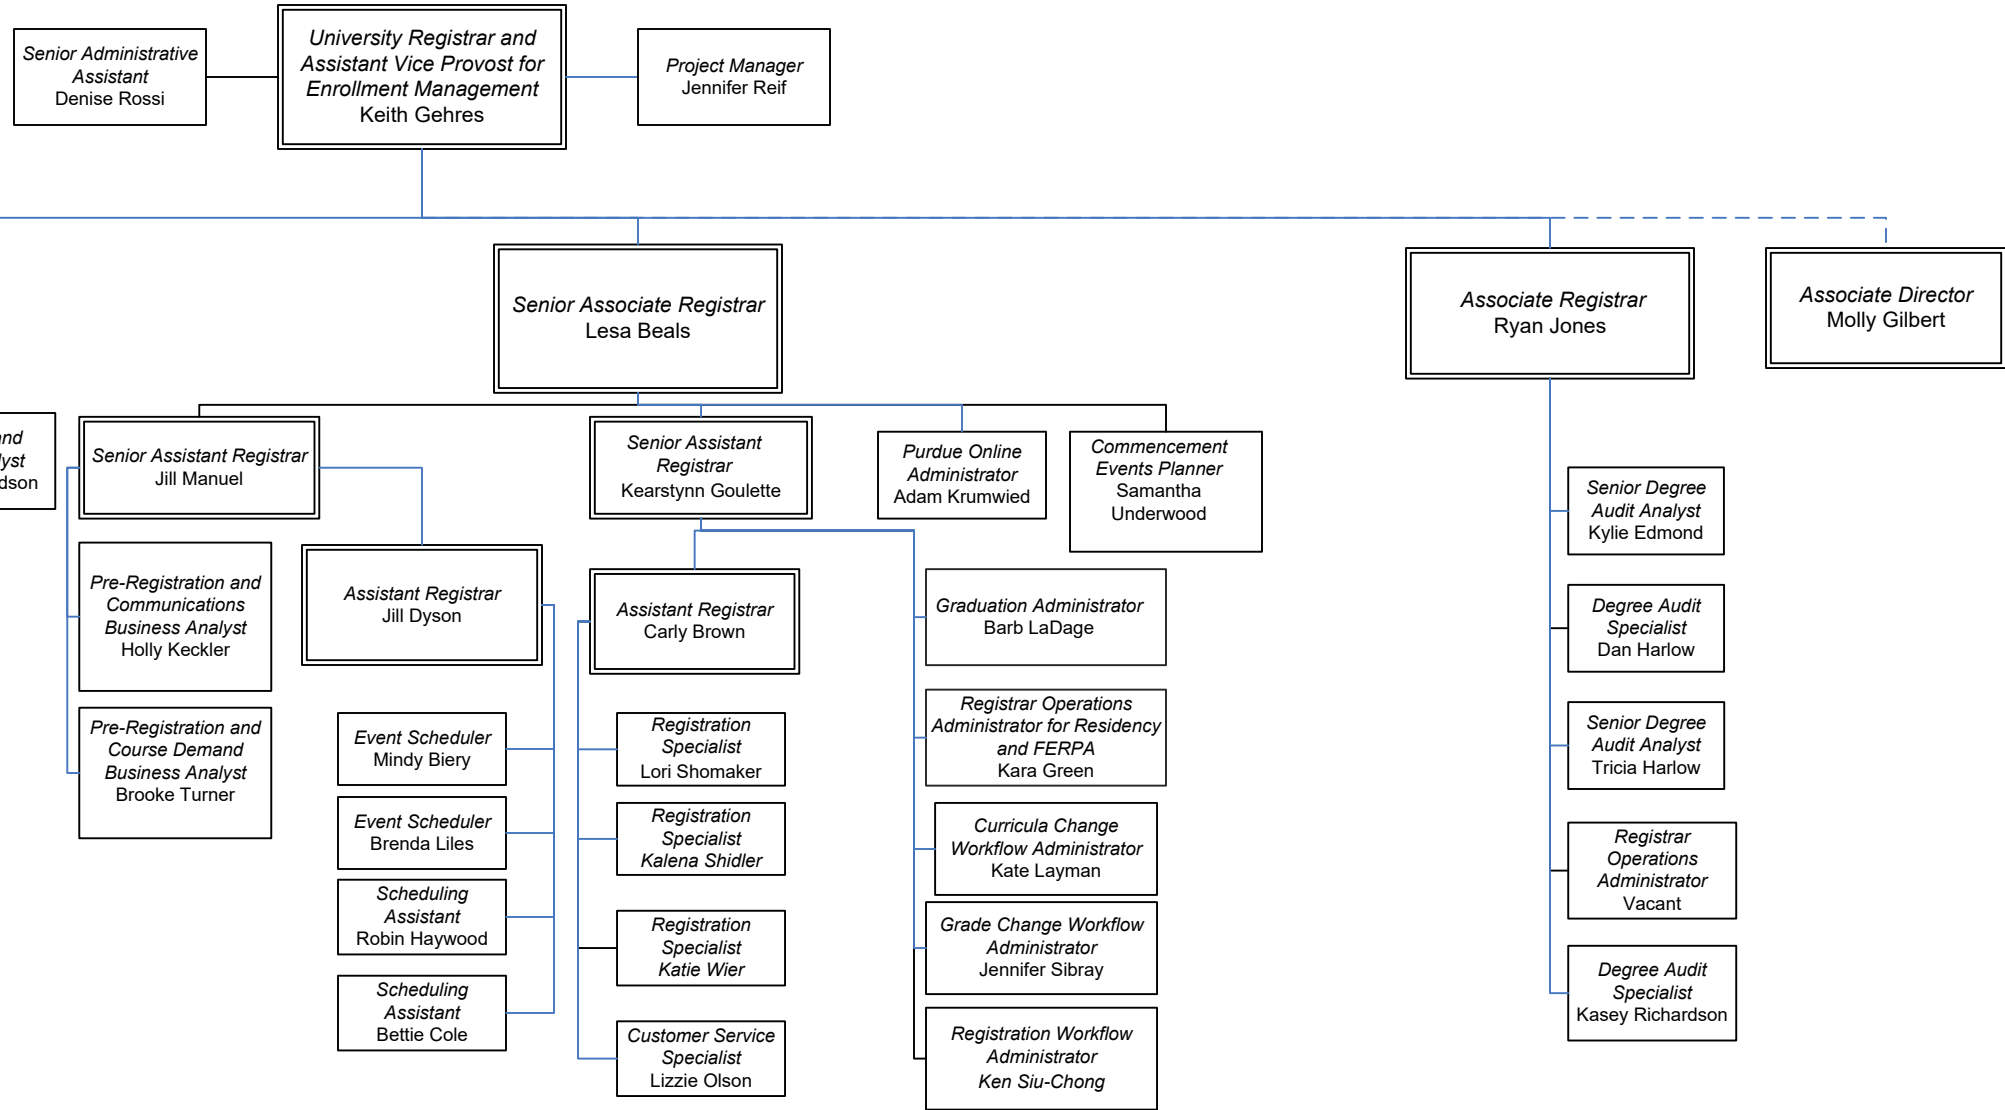 Senior Administrative
Assistant
Denise Rossi
University Registrar and
Assistant Vice Provost for
Enrollment Management
Keith Gehres
Project Manager
Jennifer Reif
Senior Associate Registrar
Lesa Beals
Associate Registrar
Ryan Jones
Associate Director
Molly Gilbert
Senior Assistant Registrar
Jill Manuel
Senior Assistant
Registrar
Kearstynn Goulette
Purdue Online
Administrator
Adam Krumwied
Commencement
Events Planner
Samantha
Underwood
Pre-Registration and
Communications
Business Analyst
Holly Keckler
Pre-Registration and
Course Demand
Business Analyst
Brooke Turner
Assistant Registrar
Jill Dyson
Event Scheduler
Mindy Biery
Event Scheduler
Brenda Liles
Scheduling
Assistant
Robin Haywood
Scheduling
Assistant
Bettie Cole
Assistant Registrar
Carly Brown
Registration
Specialist
Lori Shomaker
Registration
Specialist
Kalena Shidler
Registration
Specialist
Katie Wier
Customer Service
Specialist
Lizzie Olson
Graduation Administrator
Barb LaDage
Registrar Operations
Administrator for Residency
and FERPA
Kara Green
Curricula Change
Workflow Administrator
Kate Layman
Grade Change Workflow
Administrator
Jennifer Sibray
Registration Workflow
Administrator
Ken Siu-Chong
Senior Degree
Audit Analyst
Kylie Edmond
Degree Audit
Specialist
Dan Harlow
Senior Degree
Audit Analyst
Tricia Harlow
Registrar
Operations
Administrator
Vacant
Degree Audit
Specialist
Kasey Richardson